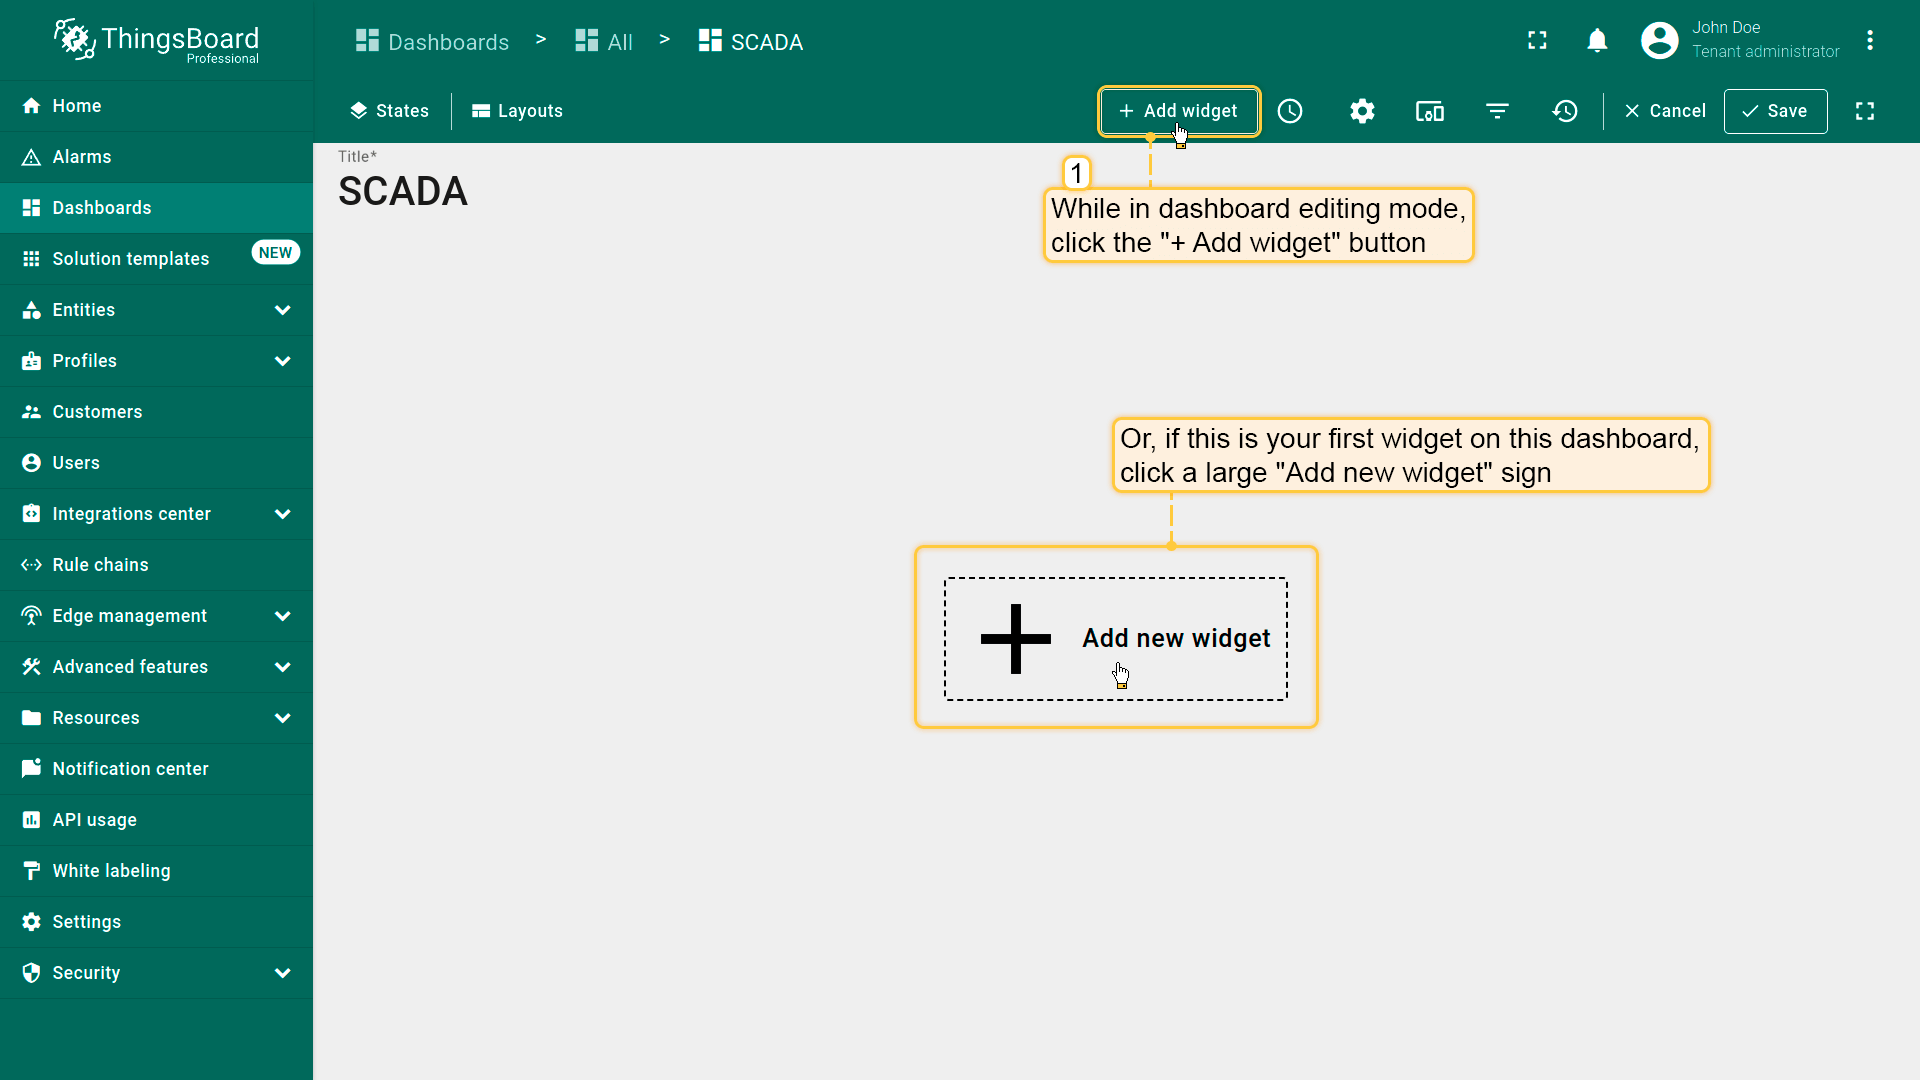 ThingsBoard
Professional
Dashboards > All > SCADA
John Doe
Tenant administrator
States
Layouts
+ Add widget
Cancel
Save
Home
Alarms
Dashboards
Solution templates
NEW
Entities
Profiles
Customers
Users
Integrations center
Rule chains
Edge management
Advanced features
Resources
Notification center
API usage
White labeling
Settings
Security
Title*
SCADA
1
While in dashboard editing mode,
click the "+ Add widget" button
Or, if this is your first widget on this dashboard,
click a large "Add new widget" sign
Add new widget